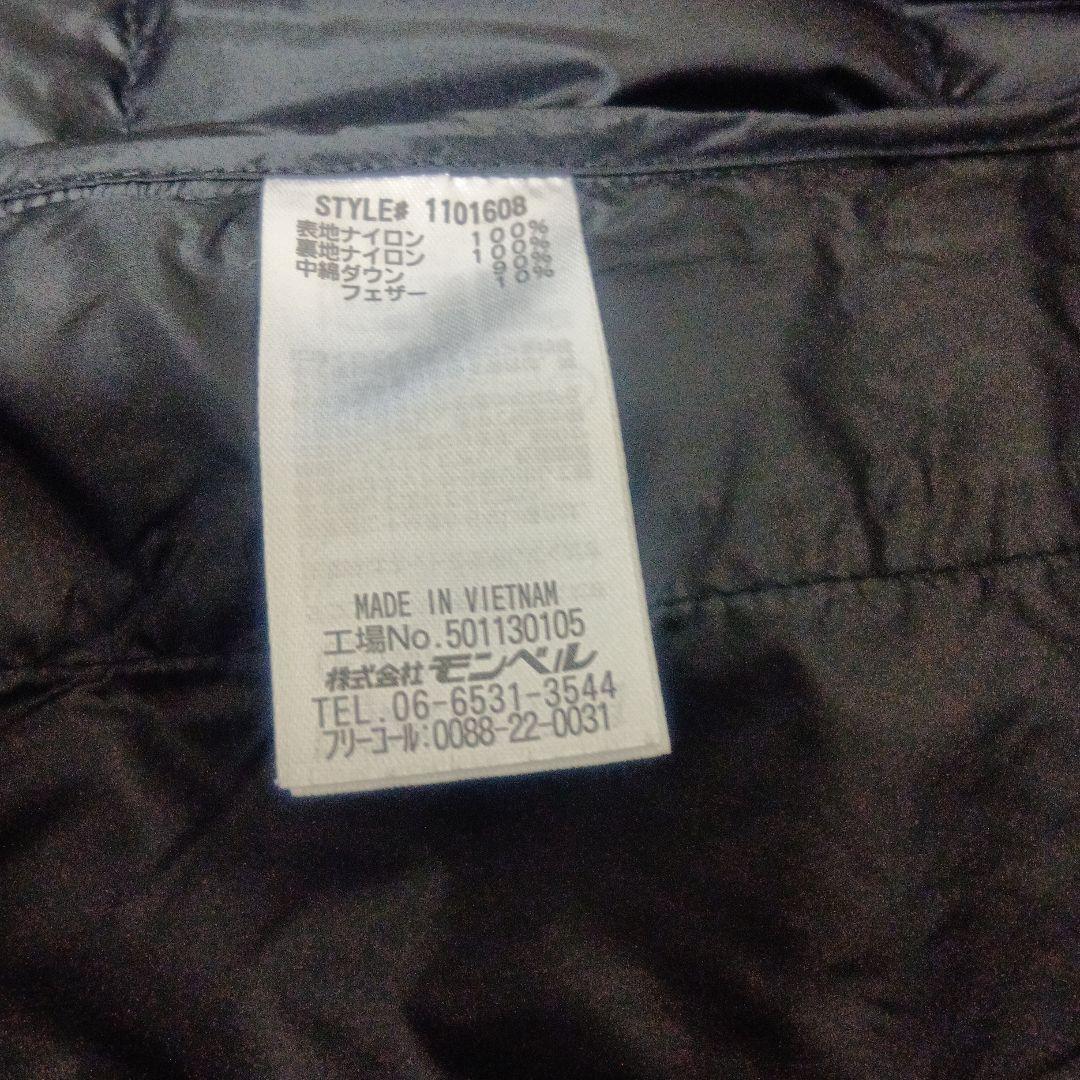 STYLE# 1101608
表地ナイロン 100%
裏地ナイロン 100%
中綿ダウン 90%
フェザー 10%
MADE IN VIETNAM
工場No.501130105
株式会社モンベル
TEL.06-6531-3544
フリーコール:0088-22-0031